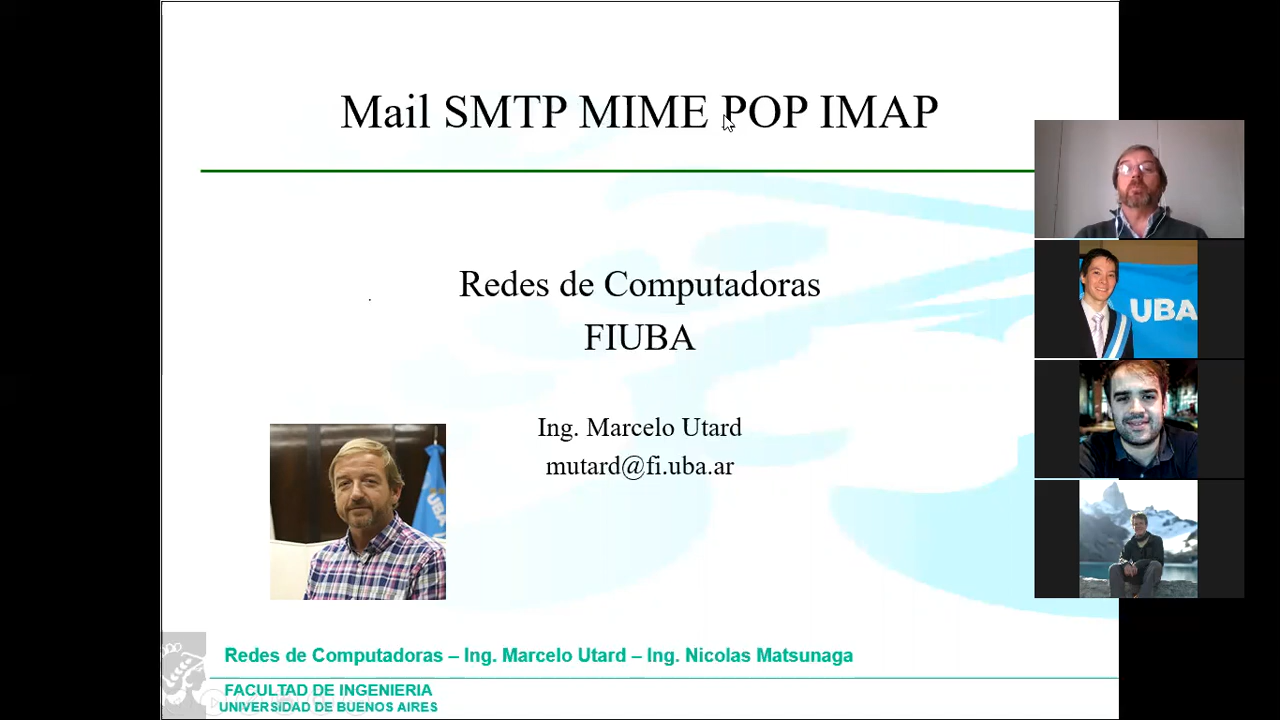 Mail SMTP MIME POP IMAP
Redes de Computadoras
FIUBA
Ing. Marcelo Utard
mutard@fi.uba.ar
UBA
UBA
Redes de Computadoras – Ing. Marcelo Utard – Ing. Nicolas Matsunaga
FACULTAD DE INGENIERIA
UNIVERSIDAD DE BUENOS AIRES